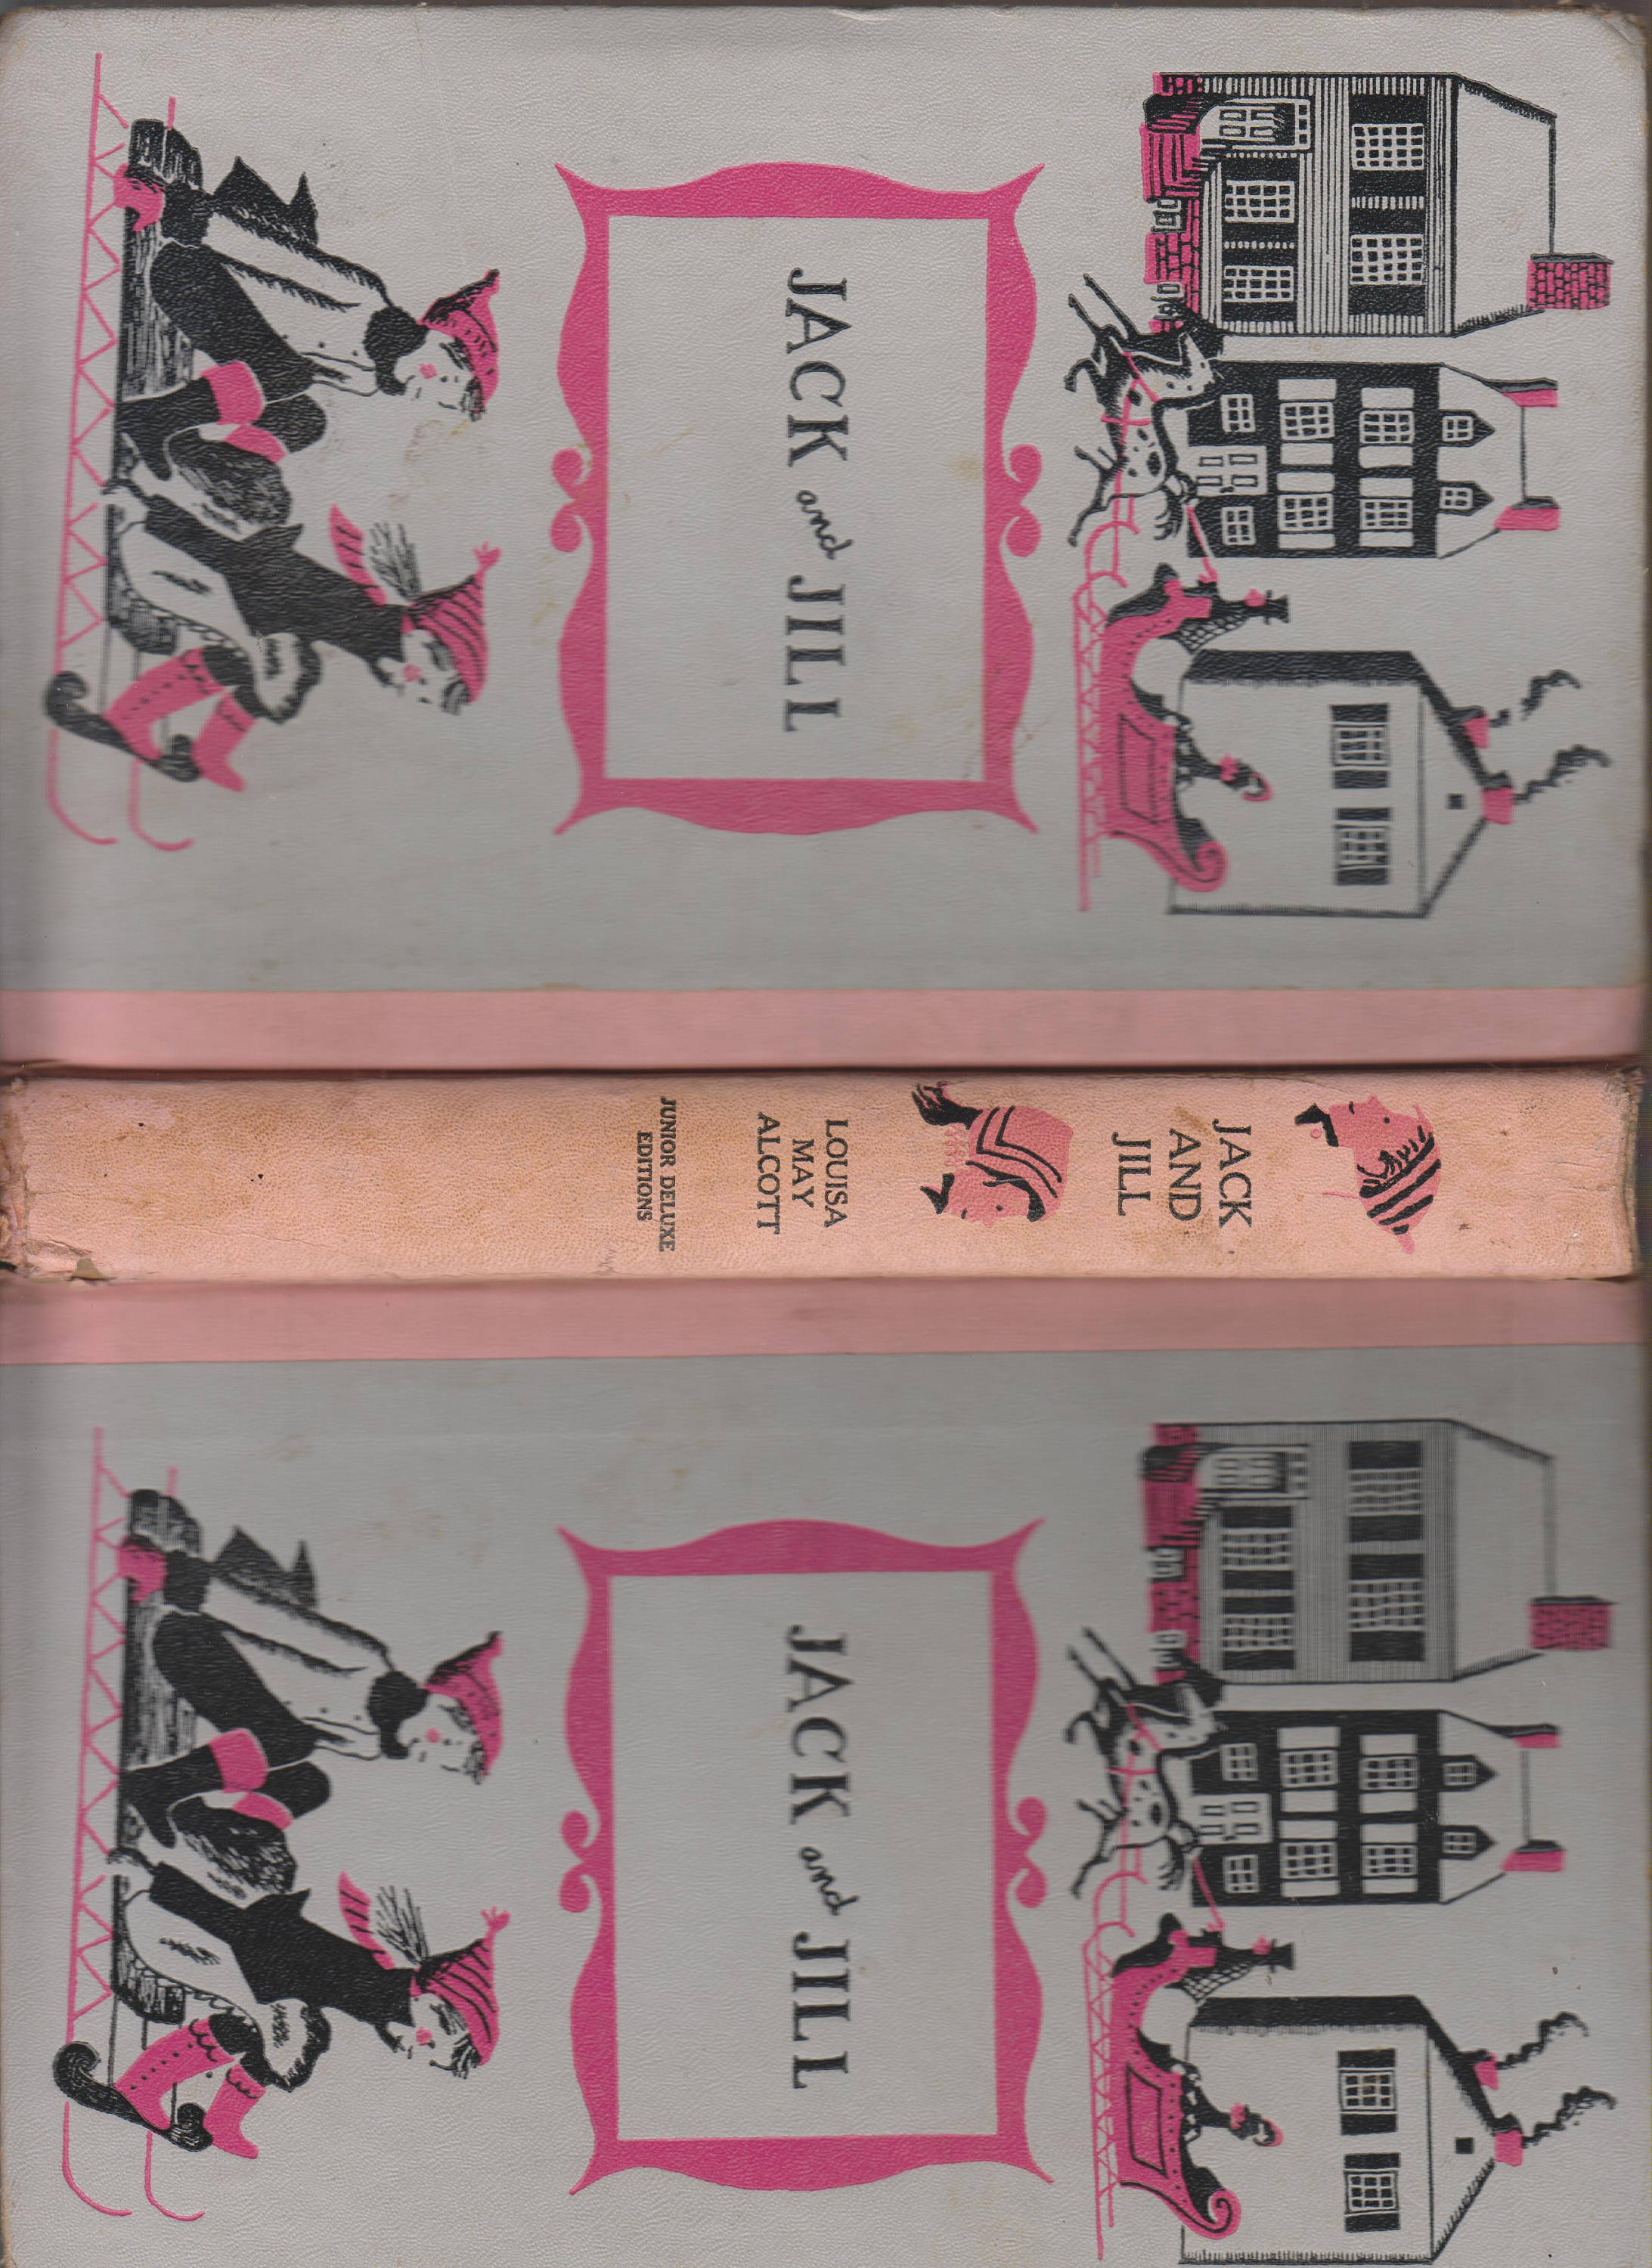 JACK and JILL
JACK
AND
JILL
LOUISA
MAY
ALCOTT
JUNIOR DELUXE
EDITIONS
JACK and JILL